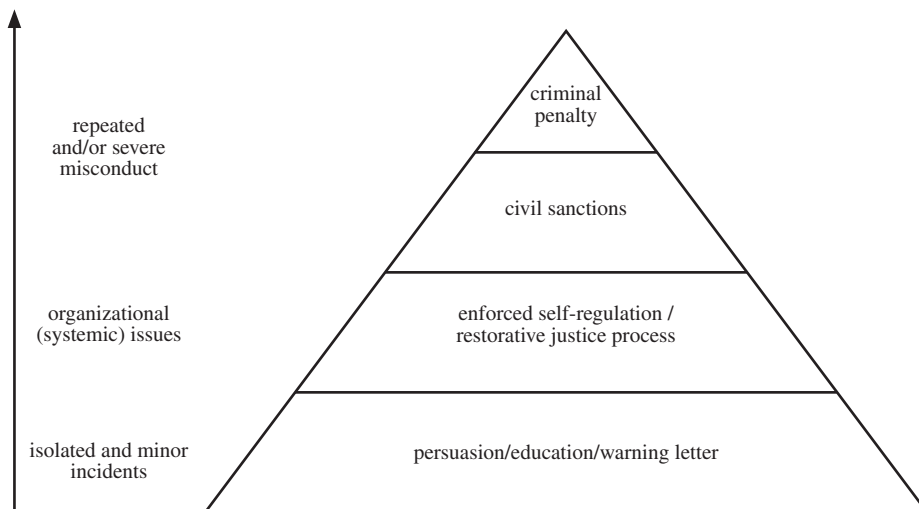 criminal
penalty
repeated
and/or severe
misconduct
civil sanctions
organizational
(systemic) issues
enforced self-regulation /
restorative justice process
isolated and minor
incidents
persuasion/education/warning letter